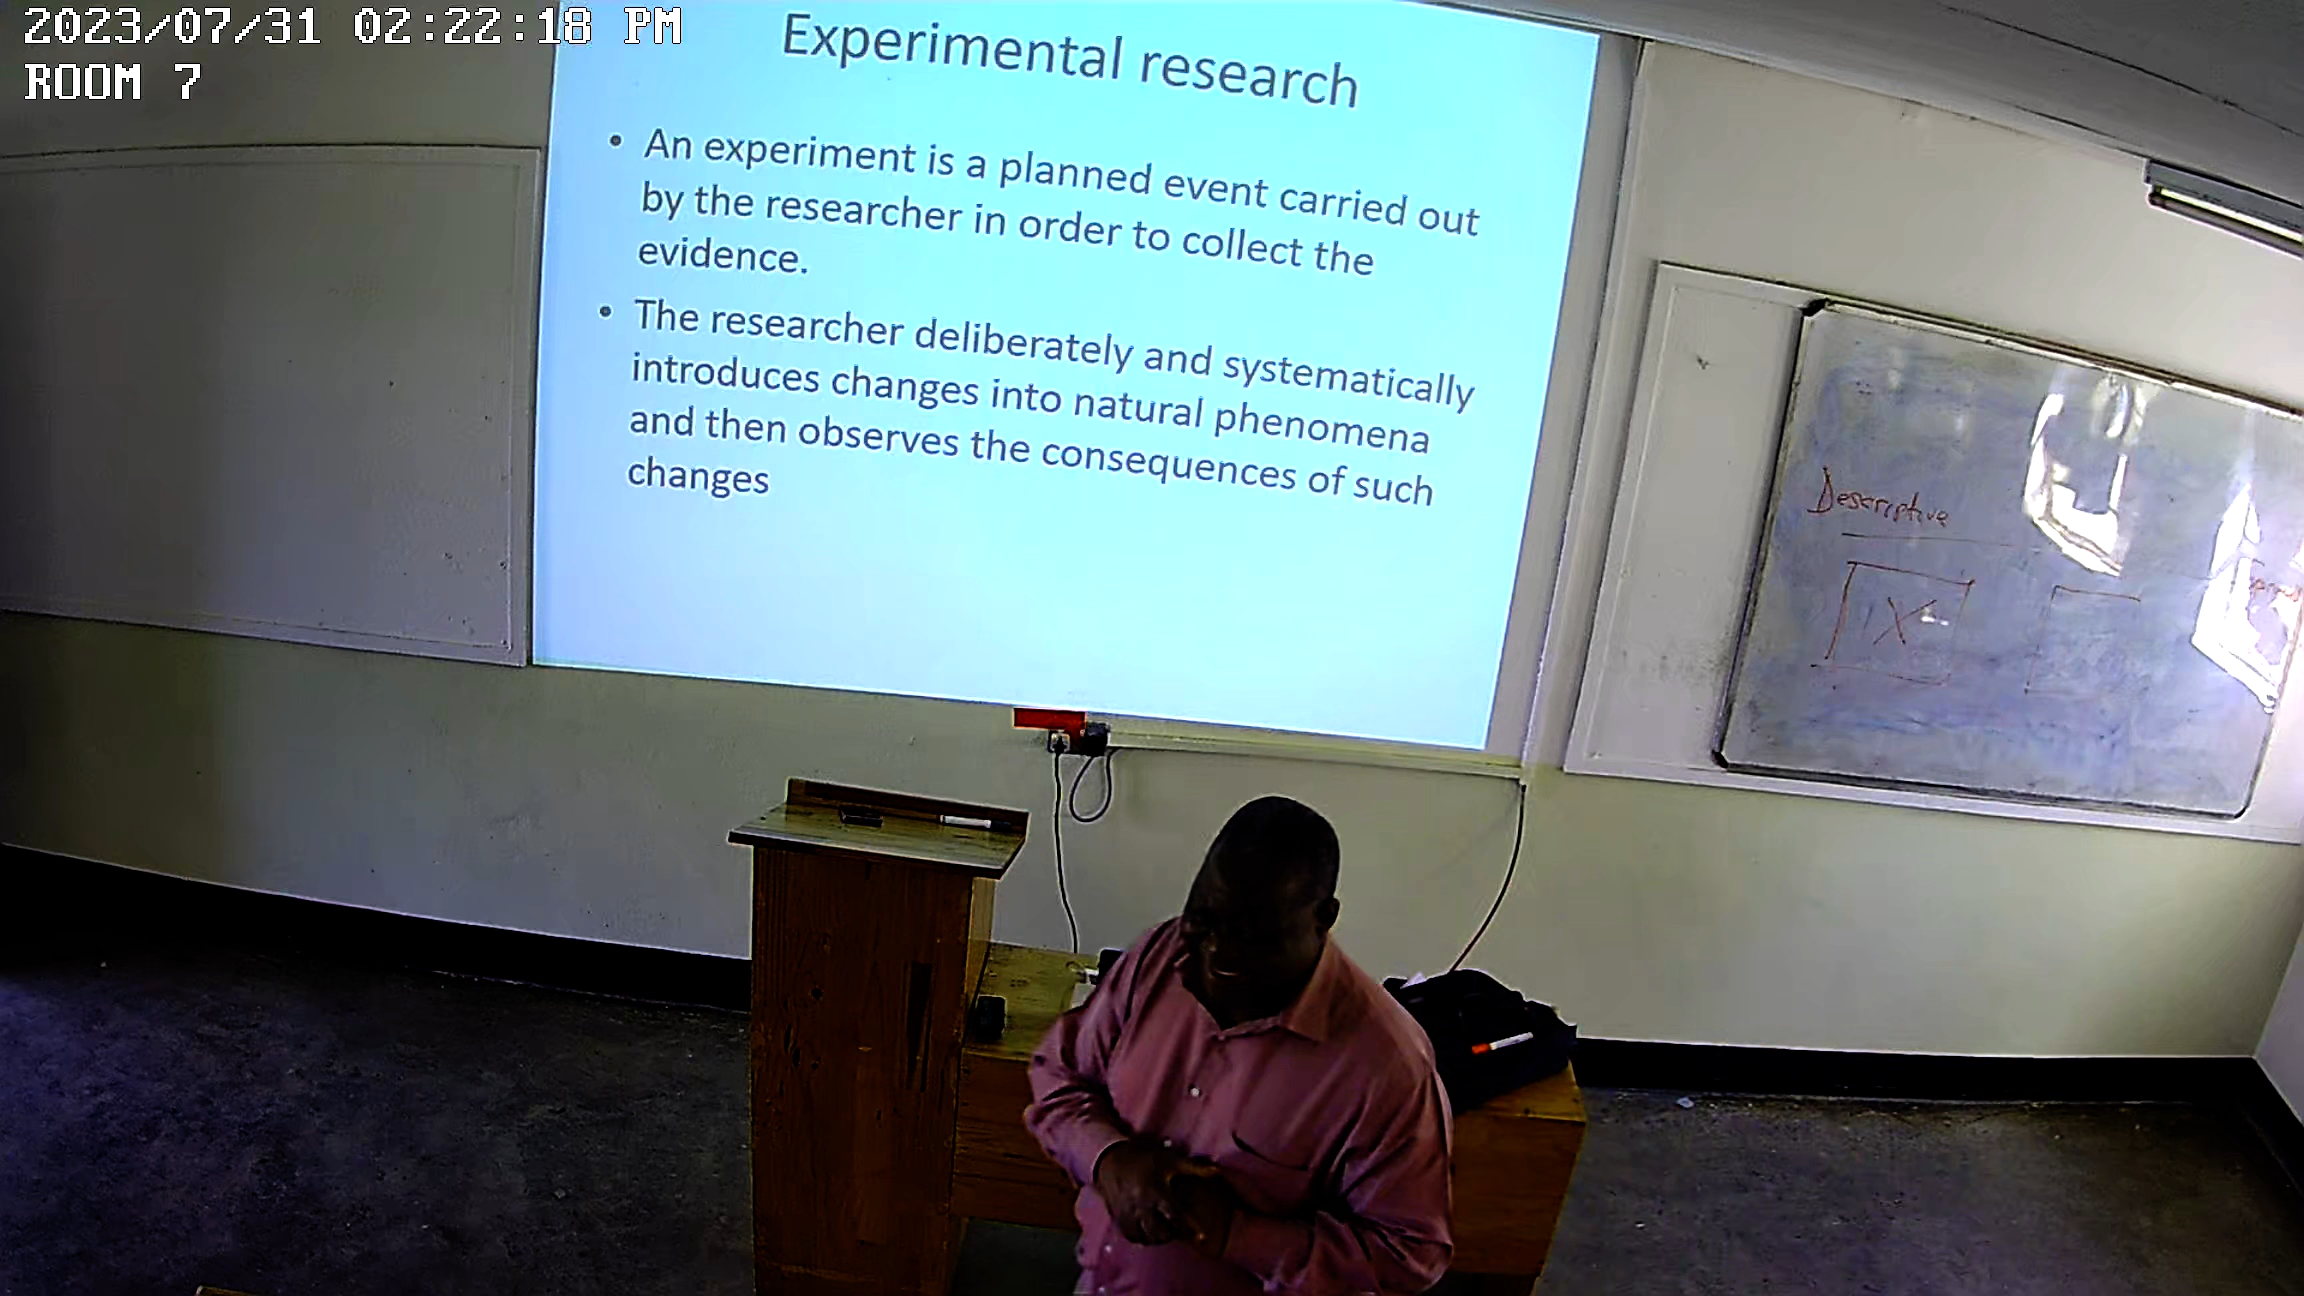 2023/07/31 02:22:18 PM
ROOM 7
Experimental research
• An experiment is a planned event carried out
by the researcher in order to collect the
evidence.
• The researcher deliberately and systematically
introduces changes into natural phenomena
and then observes the consequences of such
changes
Descriptive
X